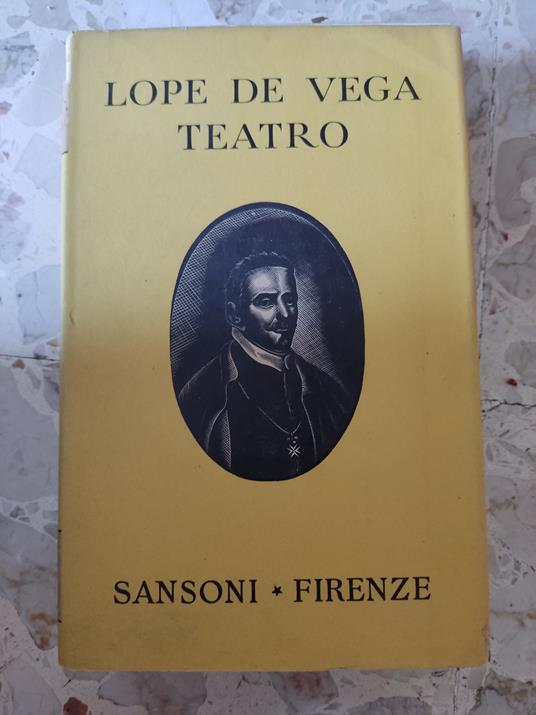 LOPE DE VEGA
TEATRO
SANSONI ★ FIRENZE